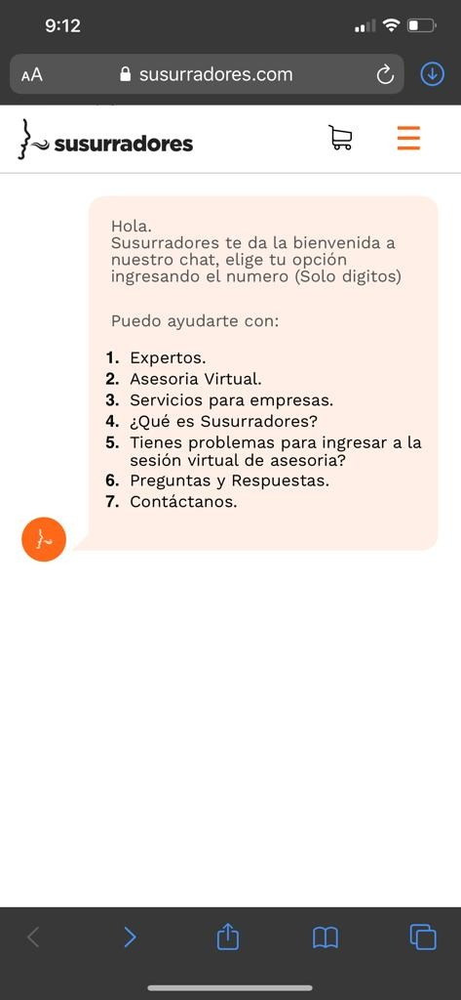 9:12
AA susurradores.com
susurradores
Hola.
Susurradores te da la bienvenida a
nuestro chat, elige tu opción
ingresando el numero (Solo digitos)
Puedo ayudarte con:
1. Expertos.
2. Asesoria Virtual.
3. Servicios para empresas.
4. ¿Qué es Susurradores?
5. Tienes problemas para ingresar a la
sesión virtual de asesoria?
6. Preguntas y Respuestas.
7. Contáctanos.